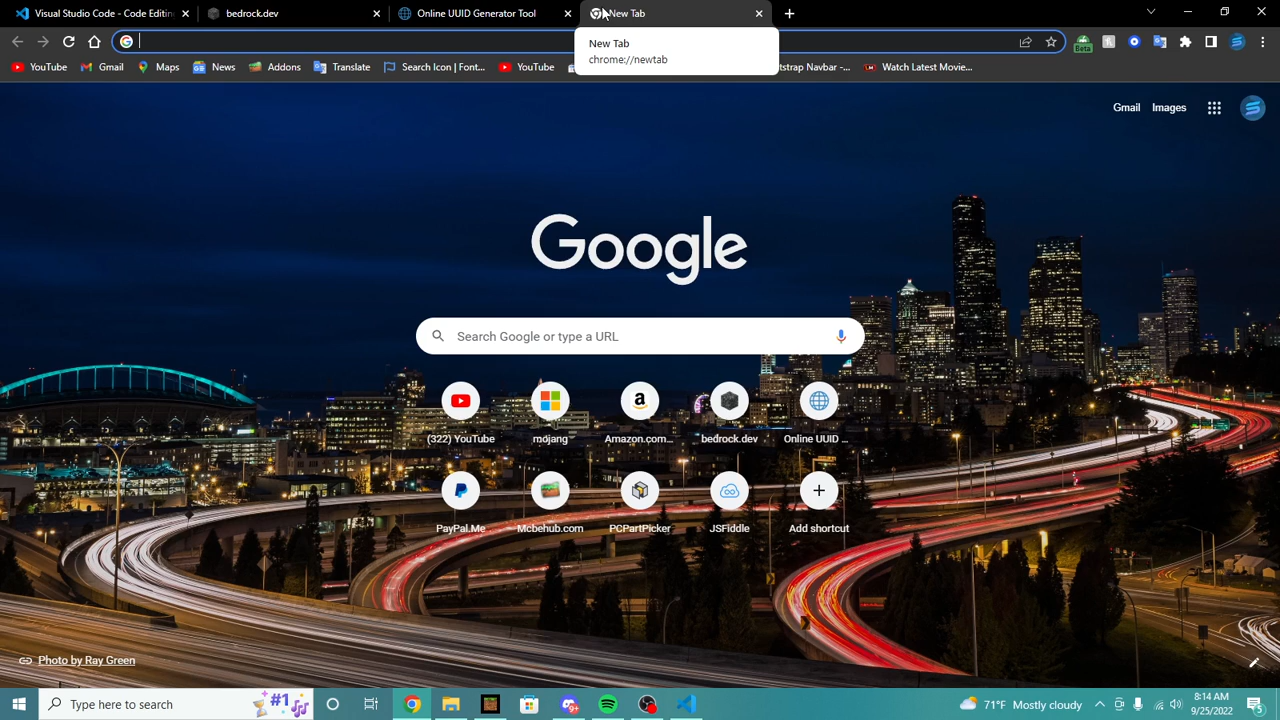 Visual Studio Code - Code Editing
bedrock.dev
Online UUID Generator Tool
New Tab
New Tab
chrome://newtab
Beta
YouTube
Gmail
Maps
News
Addons
Translate
Search Icon | Font...
YouTube
tstrap Navbar -...
Watch Latest Movie...
Gmail
Images
Google
Search Google or type a URL
(322) YouTube
mojang
Amazon.com...
bedrock.dev
Online UUID ...
PayPal.Me
Mcbehub.com
PCPartPicker
JSFiddle
Add shortcut
Photo by Ray Green
Type here to search
#1
71°F Mostly cloudy
8:14 AM
9/25/2022
5